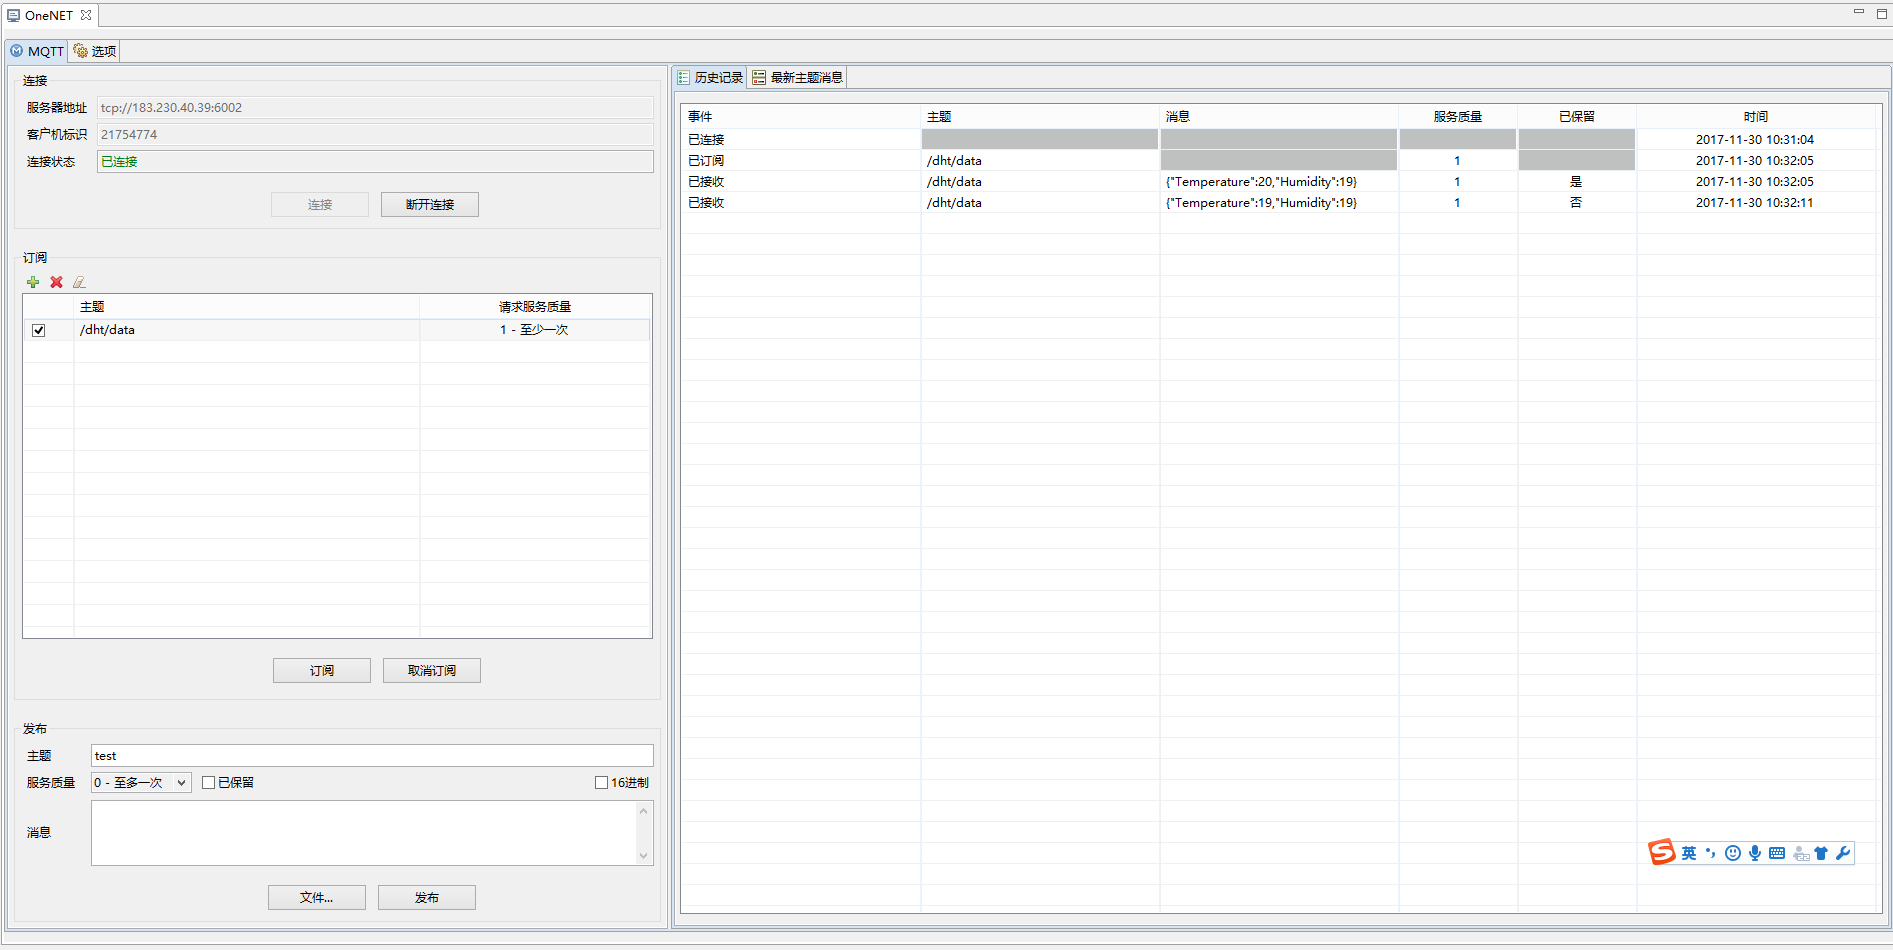 OneNET
MQTT 选项
连接
服务器地址 tcp://183.230.40.39:6002
客户机标识 21754774
连接状态 已连接
连接 断开连接
订阅
主题 请求服务质量
/dht/data 1 - 至少一次
订阅 取消订阅
发布
主题 test
服务质量 0 - 至多一次 已保留 16进制
消息
文件... 发布
历史记录 最新主题消息
事件 主题 消息 服务质量 已保留 时间
已连接 2017-11-30 10:31:04
已订阅 /dht/data 1 2017-11-30 10:32:05
已接收 /dht/data {"Temperature":20,"Humidity":19} 1 是 2017-11-30 10:32:05
已接收 /dht/data {"Temperature":19,"Humidity":19} 1 否 2017-11-30 10:32:11
S 英